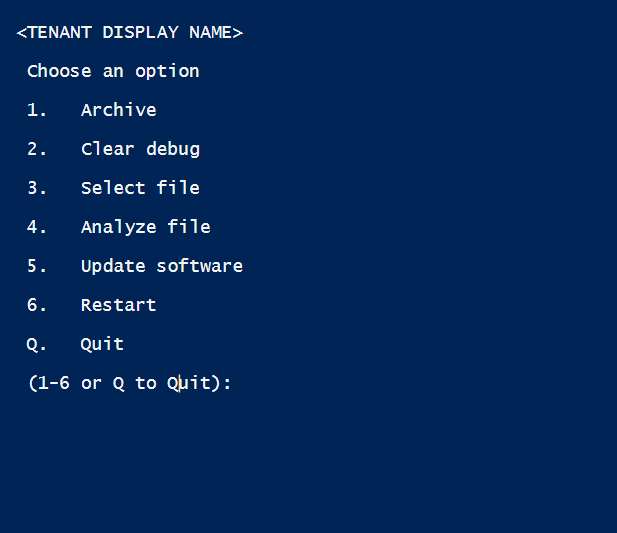 <TENANT DISPLAY NAME>
Choose an option
1. Archive
2. Clear debug
3. Select file
4. Analyze file
5. Update software
6. Restart
Q. Quit
(1-6 or Q to Quit):